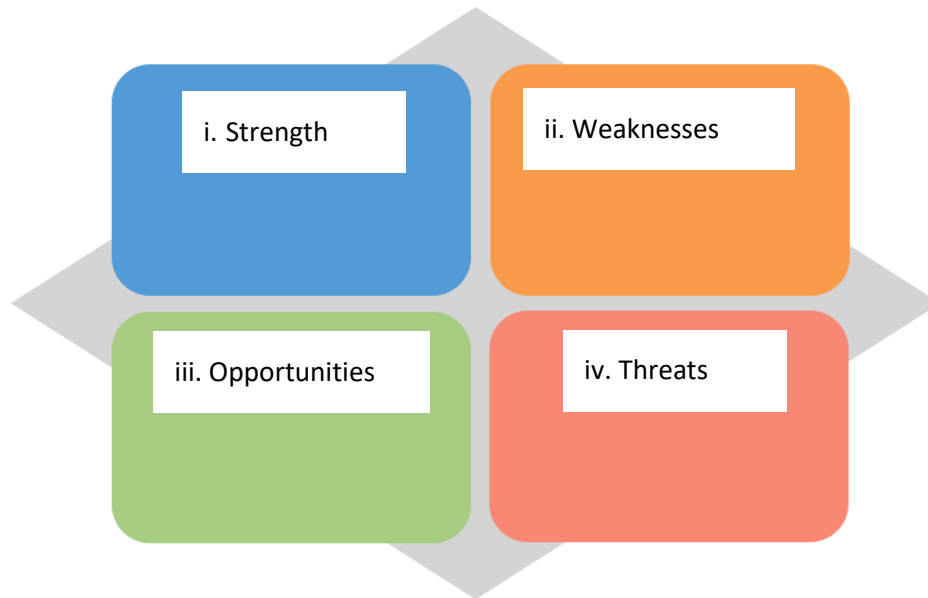 i. Strength
ii. Weaknesses
iii. Opportunities
iv. Threats